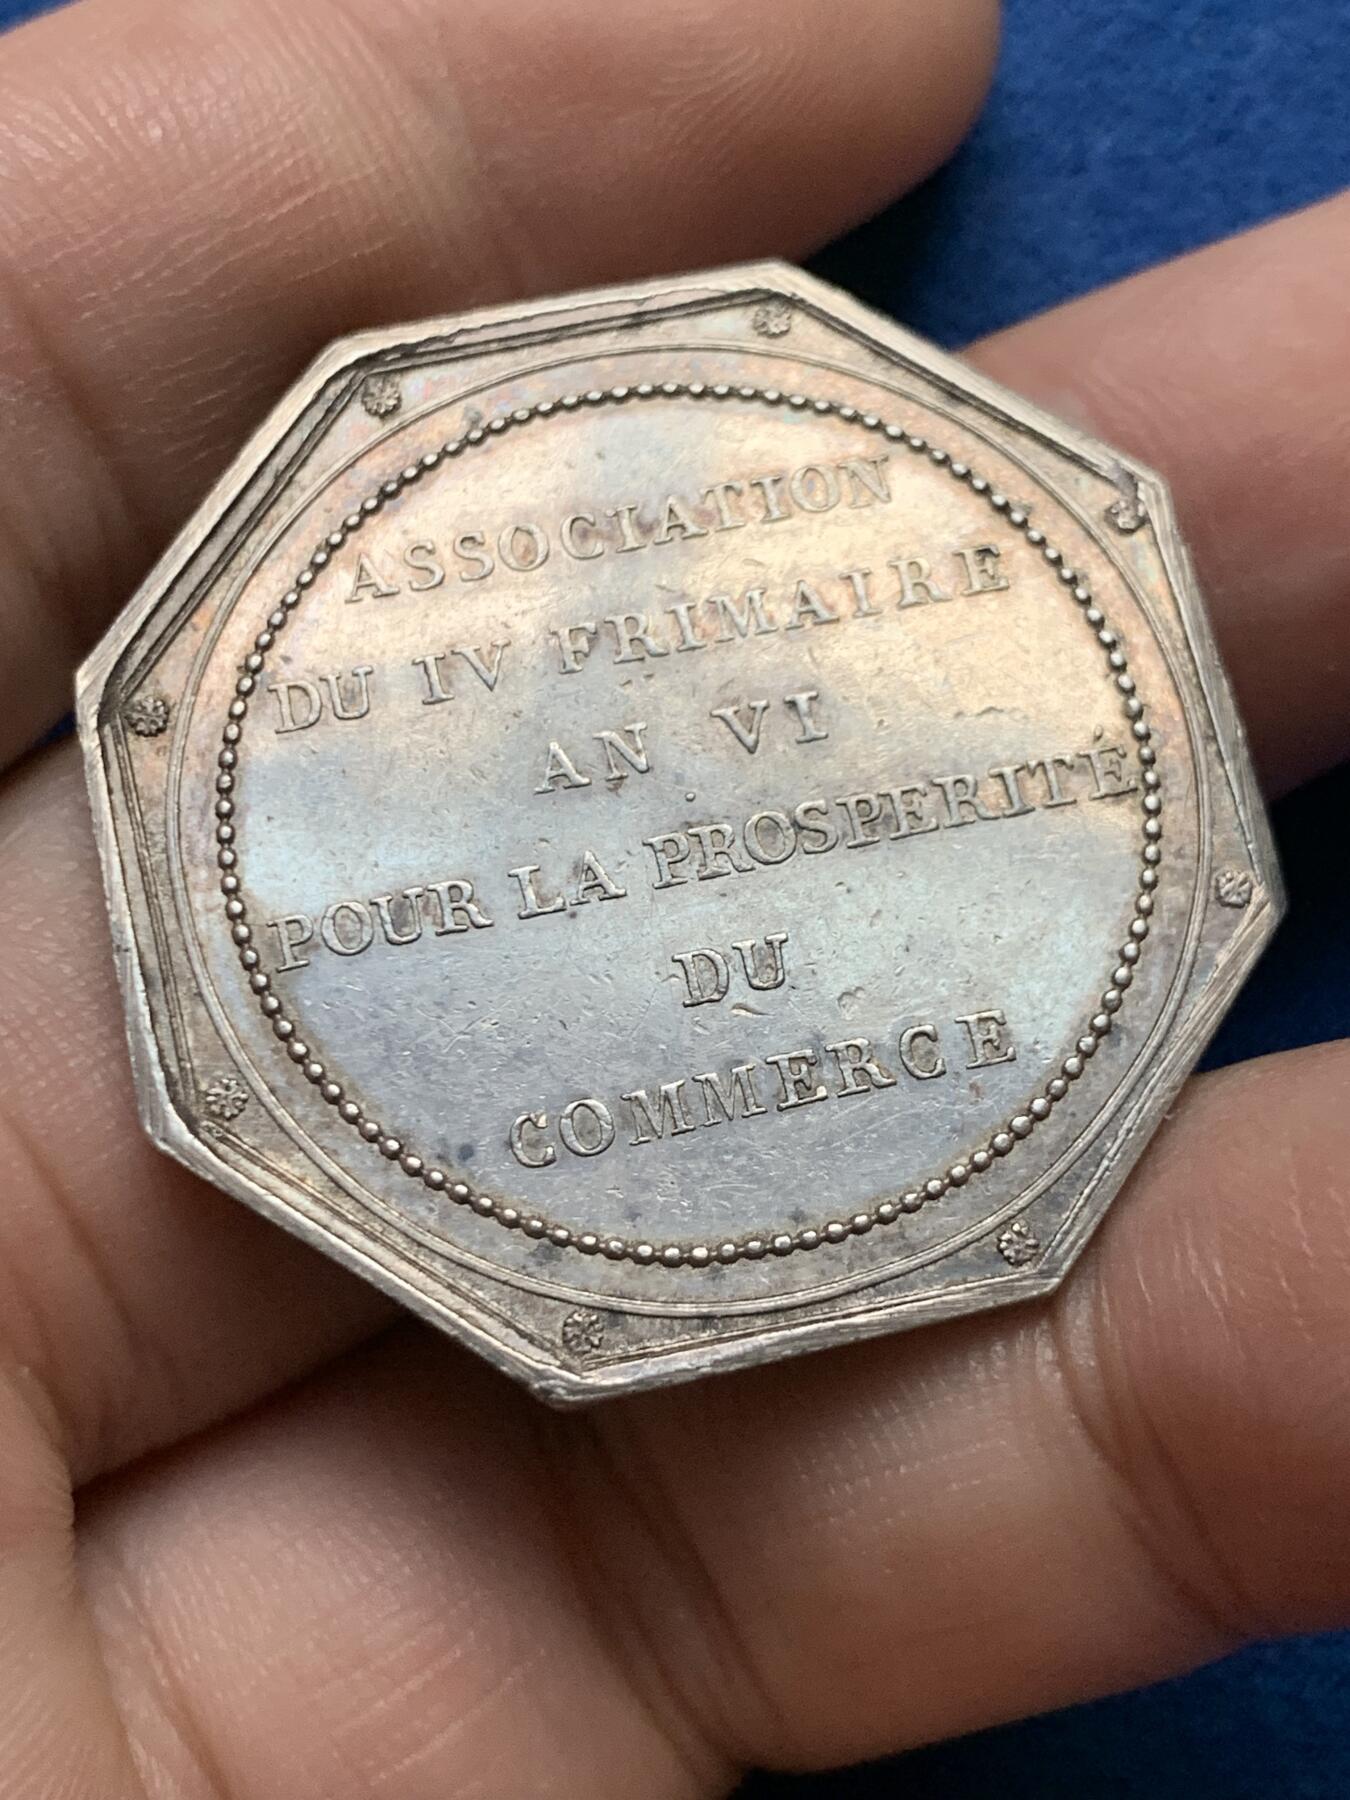 ASSOCIATION
DU IV FRIMAIRE
AN VI
POUR LA PROSPERITÉ
DU
COMMERCE